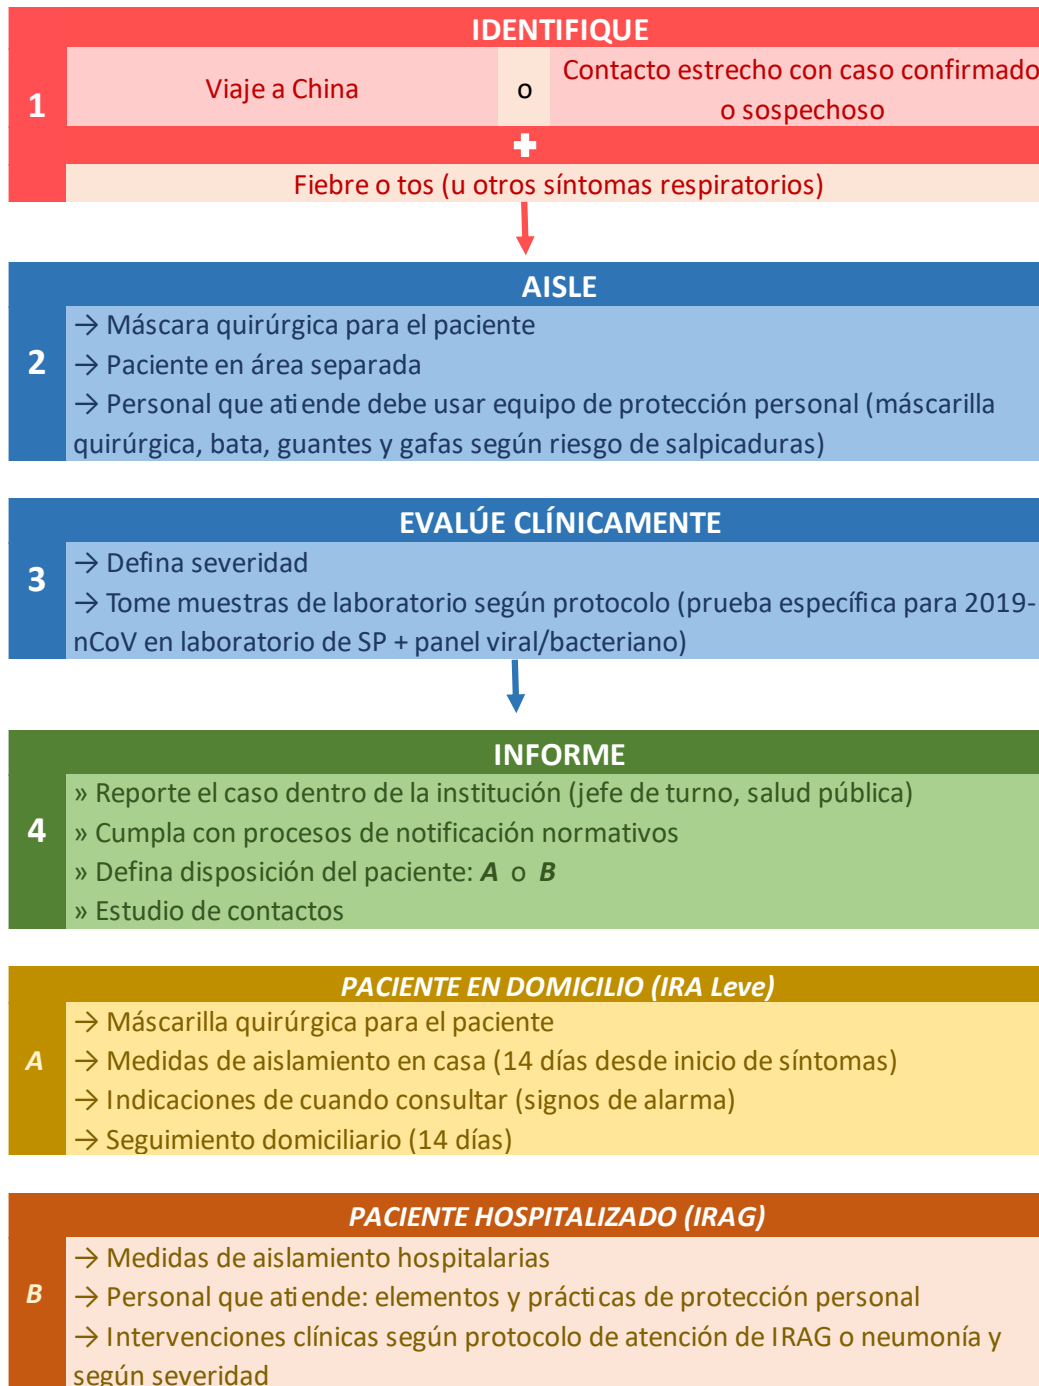 IDENTIFIQUE
1
Viaje a China
o
Contacto estrecho con caso confirmado
o sospechoso
Fiebre o tos (u otros síntomas respiratorios)
AISLE
2
→ Máscara quirúrgica para el paciente
→ Paciente en área separada
→ Personal que atiende debe usar equipo de protección personal (máscarilla
quirúrgica, bata, guantes y gafas según riesgo de salpicaduras)
EVALÚE CLÍNICAMENTE
3
→ Defina severidad
→ Tome muestras de laboratorio según protocolo (prueba específica para 2019-
nCoV en laboratorio de SP + panel viral/bacteriano)
INFORME
4
» Reporte el caso dentro de la institución (jefe de turno, salud pública)
» Cumpla con procesos de notificación normativos
» Defina disposición del paciente: A o B
» Estudio de contactos
PACIENTE EN DOMICILIO (IRA Leve)
A
→ Máscarilla quirúrgica para el paciente
→ Medidas de aislamiento en casa (14 días desde inicio de síntomas)
→ Indicaciones de cuando consultar (signos de alarma)
→ Seguimiento domiciliario (14 días)
PACIENTE HOSPITALIZADO (IRAG)
B
→ Medidas de aislamiento hospitalarias
→ Personal que atiende: elementos y prácticas de protección personal
→ Intervenciones clínicas según protocolo de atención de IRAG o neumonía y
según severidad